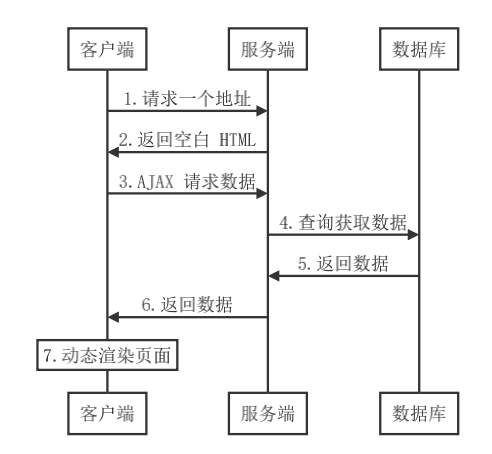 客户端
服务端
数据库
1.请求一个地址
2.返回空白 HTML
3.AJAX 请求数据
4.查询获取数据
5.返回数据
6.返回数据
7.动态渲染页面
客户端
服务端
数据库